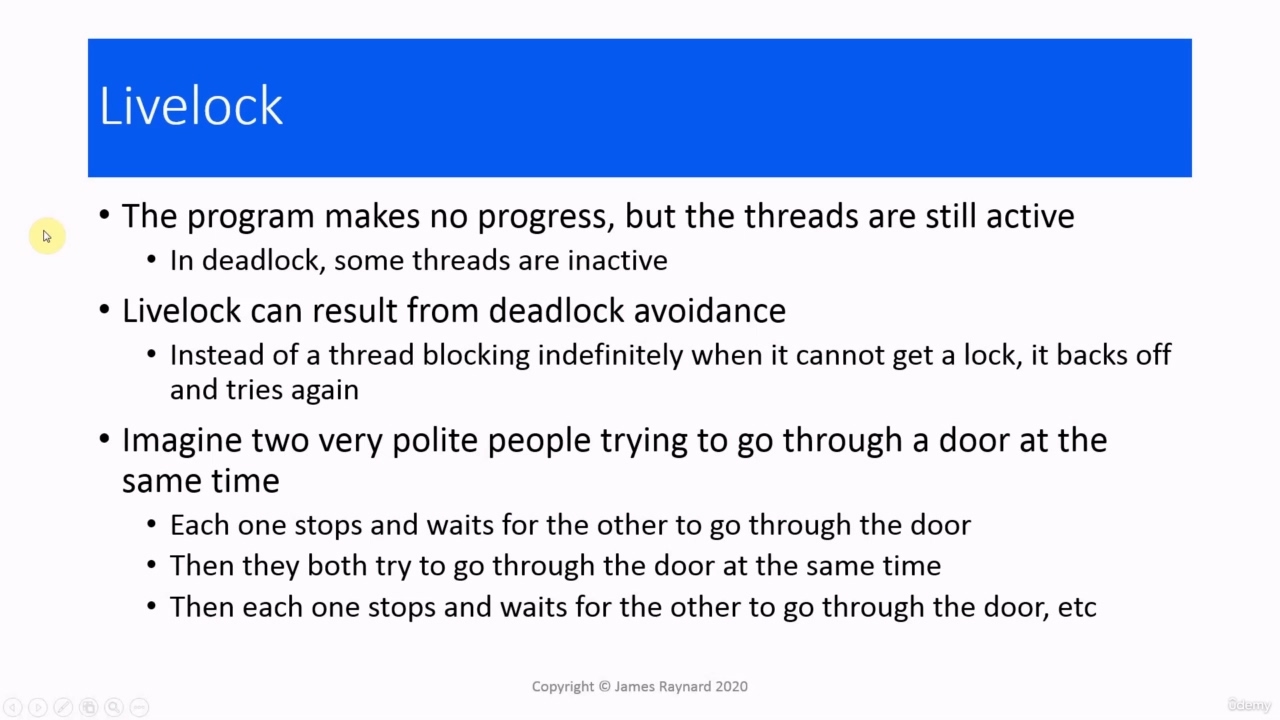 Livelock
• The program makes no progress, but the threads are still active
• In deadlock, some threads are inactive
• Livelock can result from deadlock avoidance
• Instead of a thread blocking indefinitely when it cannot get a lock, it backs off
and tries again
• Imagine two very polite people trying to go through a door at the
same time
• Each one stops and waits for the other to go through the door
• Then they both try to go through the door at the same time
• Then each one stops and waits for the other to go through the door, etc
Copyright © James Raynard 2020
ûdemy